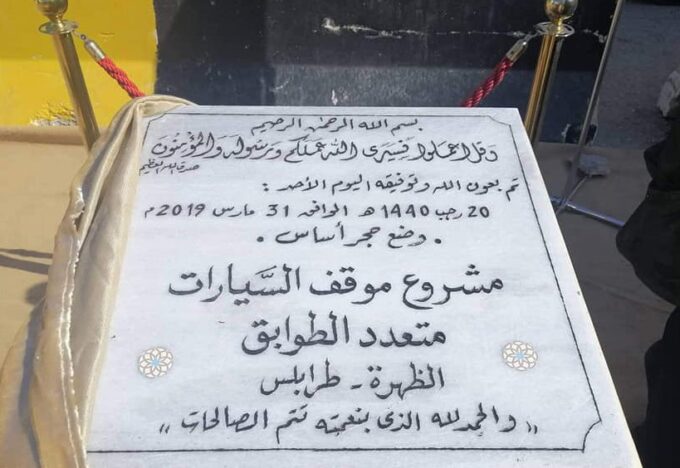 بسم الله الرحمن الرحيم
وقل اعملوا فسيرى الله عملكم ورسوله والمؤمنون
صدق الله العظيم
تم بعون الله وتوفيقه اليوم الأحد :
20 رجب 1440 هـ الموافق 31 مارس 2019 م
. وضع حجر أساس .
مشروع موقف السَّيارات
متعدد الطوابق
الظهرة - طرابلس
,, والحمد لله الذي بنعمته تتم الصالحات ,,